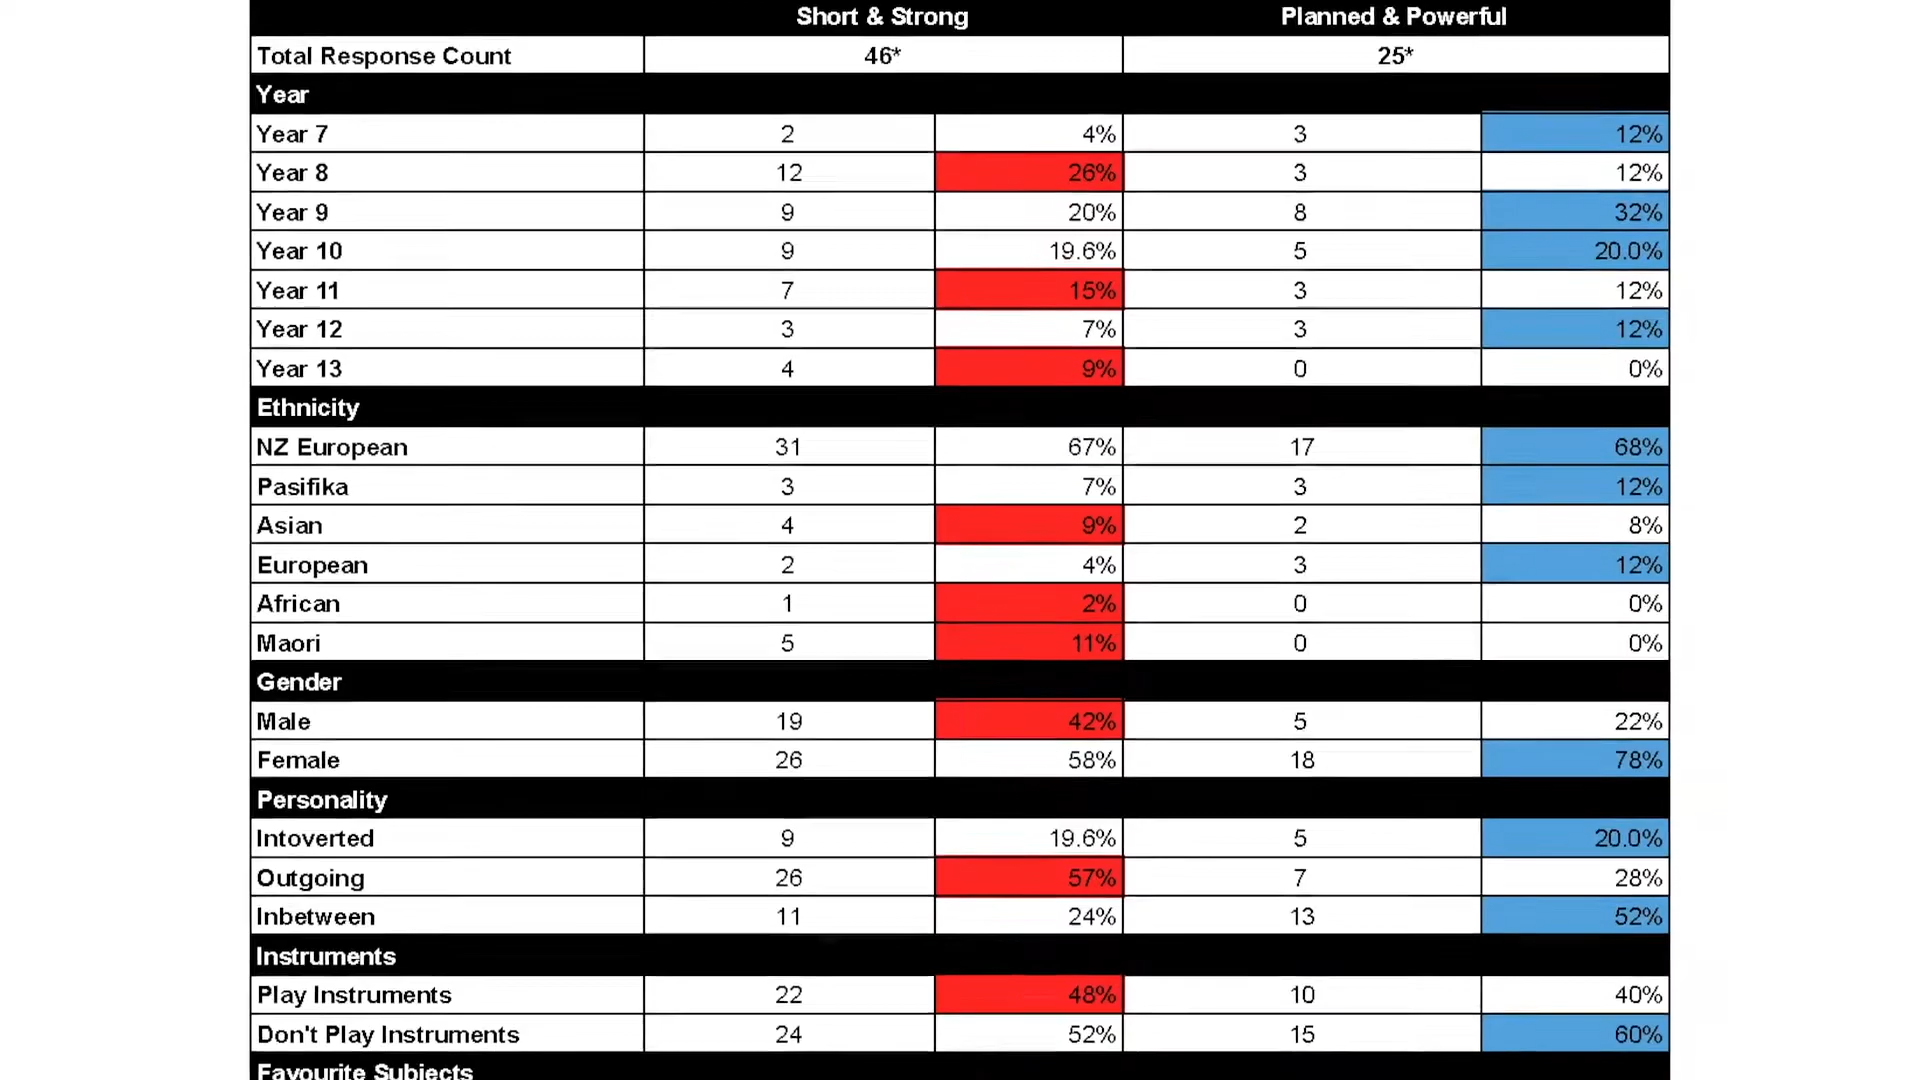 Short & Strong Planned & Powerful
Total Response Count 46* 25*
Year
Year 7 2 4% 3 12%
Year 8 12 26% 3 12%
Year 9 9 20% 8 32%
Year 10 9 19.6% 5 20.0%
Year 11 7 15% 3 12%
Year 12 3 7% 3 12%
Year 13 4 9% 0 0%
Ethnicity
NZ European 31 67% 17 68%
Pasifika 3 7% 3 12%
Asian 4 9% 2 8%
European 2 4% 3 12%
African 1 2% 0 0%
Maori 5 11% 0 0%
Gender
Male 19 42% 5 22%
Female 26 58% 18 78%
Personality
Intoverted 9 19.6% 5 20.0%
Outgoing 26 57% 7 28%
Inbetween 11 24% 13 52%
Instruments
Play Instruments 22 48% 10 40%
Don't Play Instruments 24 52% 15 60%
Favourite Subjects